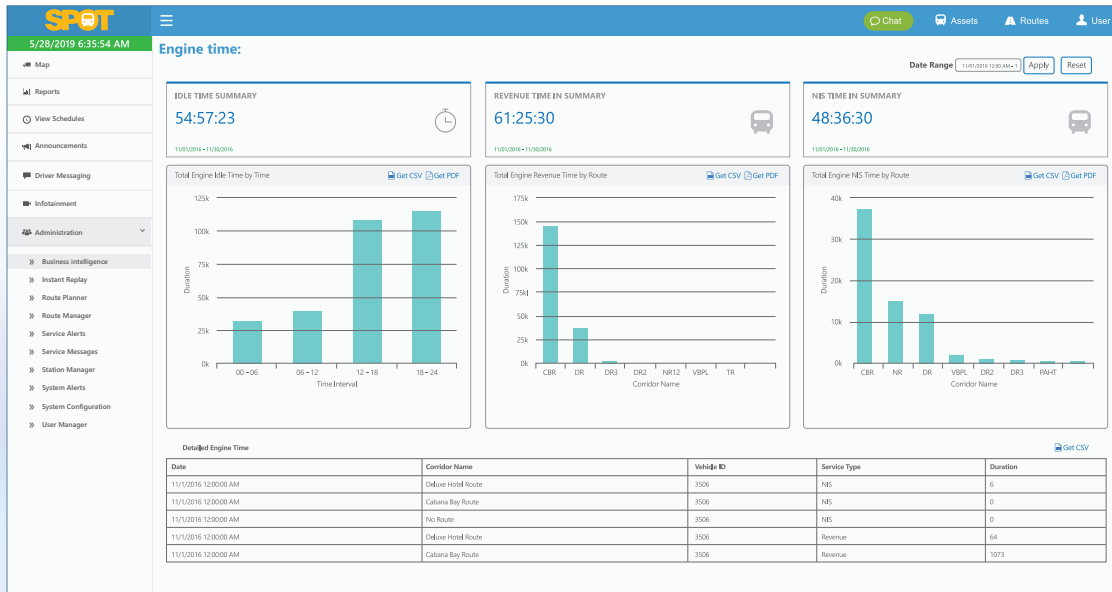 SPOT
Chat
Assets
Routes
User
5/28/2019 6:35:54 AM
Map
Reports
View Schedules
Announcements
Driver Messaging
Infotainment
Administration
Business intelligence
Instant Replay
Route Planner
Route Manager
Service Alerts
Service Messages
Station Manager
System Alerts
System Configuration
User Manager
Engine time:
Date Range 11/01/2016 12:00 AM - 1 Apply Reset
IDLE TIME SUMMARY
54:57:23
11/01/2016 - 11/30/2016
REVENUE TIME IN SUMMARY
61:25:30
11/01/2016 - 11/30/2016
NIS TIME IN SUMMARY
48:36:30
11/01/2016 - 11/30/2016
Total Engine Idle Time by Time Get CSV Get PDF
125k
100k
75k
50k
25k
0k
Duration
00 - 06 06 - 12 12 - 18 18 - 24
Time Interval
Total Engine Revenue Time by Route Get CSV Get PDF
175k
150k
125k
100k
75k
50k
25k
0k
Duration
CBR DR DR3 DR2 NR12 VBPL TR
Corridor Name
Total Engine NIS Time by Route Get CSV Get PDF
40k
30k
20k
10k
0k
Duration
CBR NR DR VBPL DR2 DR3 PAHT
Corridor Name
Detailed Engine Time Get CSV
Date Corridor Name Vehicle ID Service Type Duration
11/1/2016 12:00:00 AM Deluxe Hotel Route 3506 NIS 6
11/1/2016 12:00:00 AM Cabana Bay Route 3506 NIS 0
11/1/2016 12:00:00 AM No Route 3506 NIS 0
11/1/2016 12:00:00 AM Deluxe Hotel Route 3506 Revenue 64
11/1/2016 12:00:00 AM Cabana Bay Route 3506 Revenue 1073